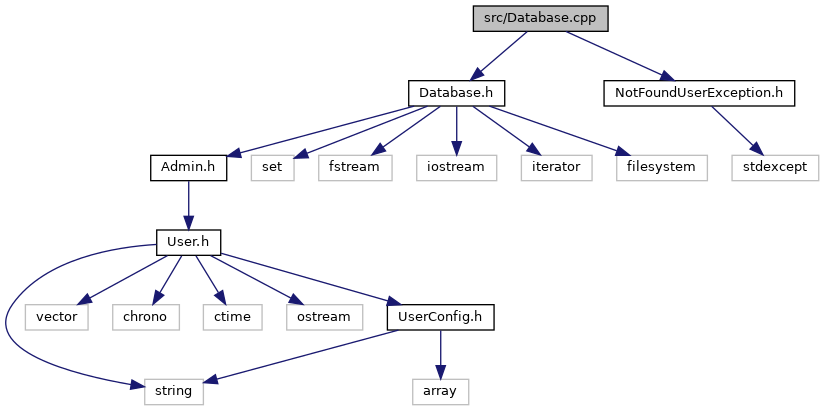 src/Database.cpp
Database.h
NotFoundUserException.h
Admin.h
set
fstream
iostream
iterator
filesystem
stdexcept
User.h
vector
chrono
ctime
ostream
UserConfig.h
string
array